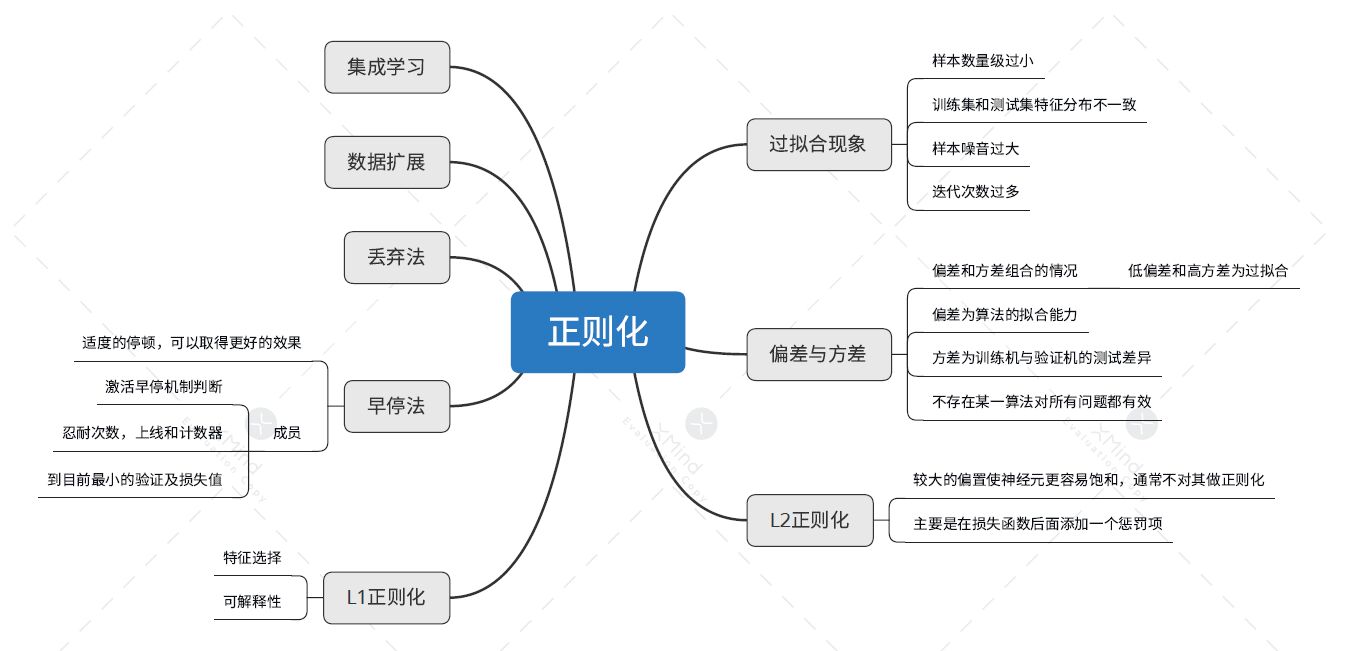 正则化
过拟合现象
样本数量级过小
训练集和测试集特征分布不一致
样本噪音过大
迭代次数过多
偏差与方差
偏差和方差组合的情况
低偏差和高方差为过拟合
偏差为算法的拟合能力
方差为训练机与验证机的测试差异
不存在某一算法对所有问题都有效
L2正则化
较大的偏置使神经元更容易饱和，通常不对其做正则化
主要是在损失函数后面添加一个惩罚项
集成学习
数据扩展
丢弃法
早停法
适度的停顿，可以取得更好的效果
成员
激活早停机制判断
忍耐次数，上线和计数器
到目前最小的验证及损失值
L1正则化
特征选择
可解释性
XMind
Evaluation Copy
XMind
Evaluation Copy
XMind
Evaluation Copy